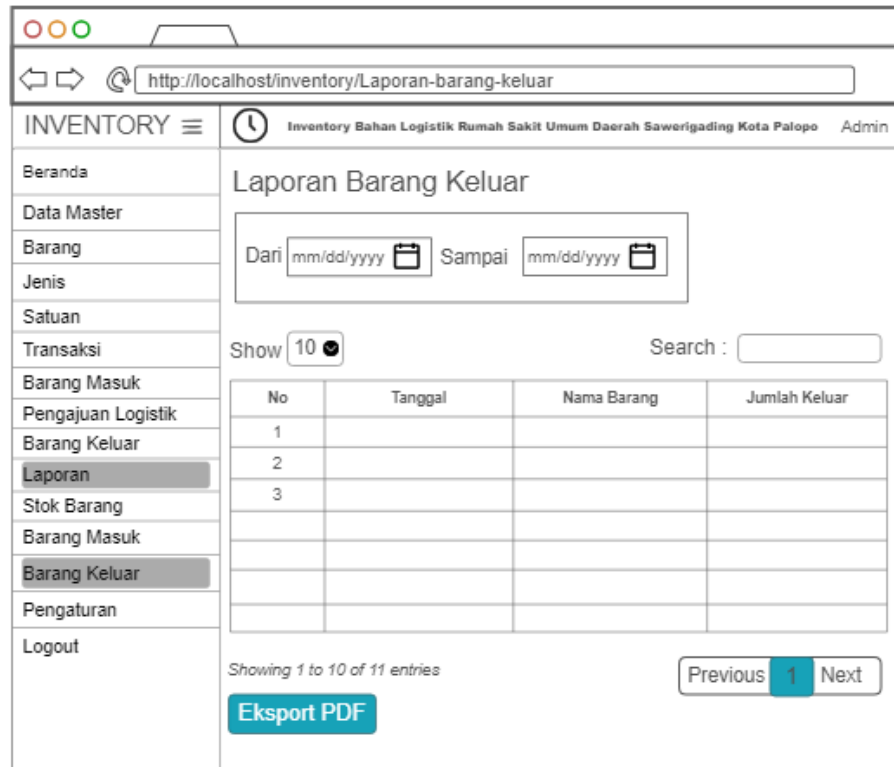 http://localhost/inventory/Laporan-barang-keluar
INVENTORY
Inventory Bahan Logistik Rumah Sakit Umum Daerah Sawerigading Kota Palopo
Admin
Beranda
Data Master
Barang
Jenis
Satuan
Transaksi
Barang Masuk
Pengajuan Logistik
Barang Keluar
Laporan
Stok Barang
Barang Masuk
Barang Keluar
Pengaturan
Logout
Laporan Barang Keluar
Dari mm/dd/yyyy Sampai mm/dd/yyyy
Show 10
Search :
No Tanggal Nama Barang Jumlah Keluar
1
2
3
Showing 1 to 10 of 11 entries
Previous 1 Next
Eksport PDF